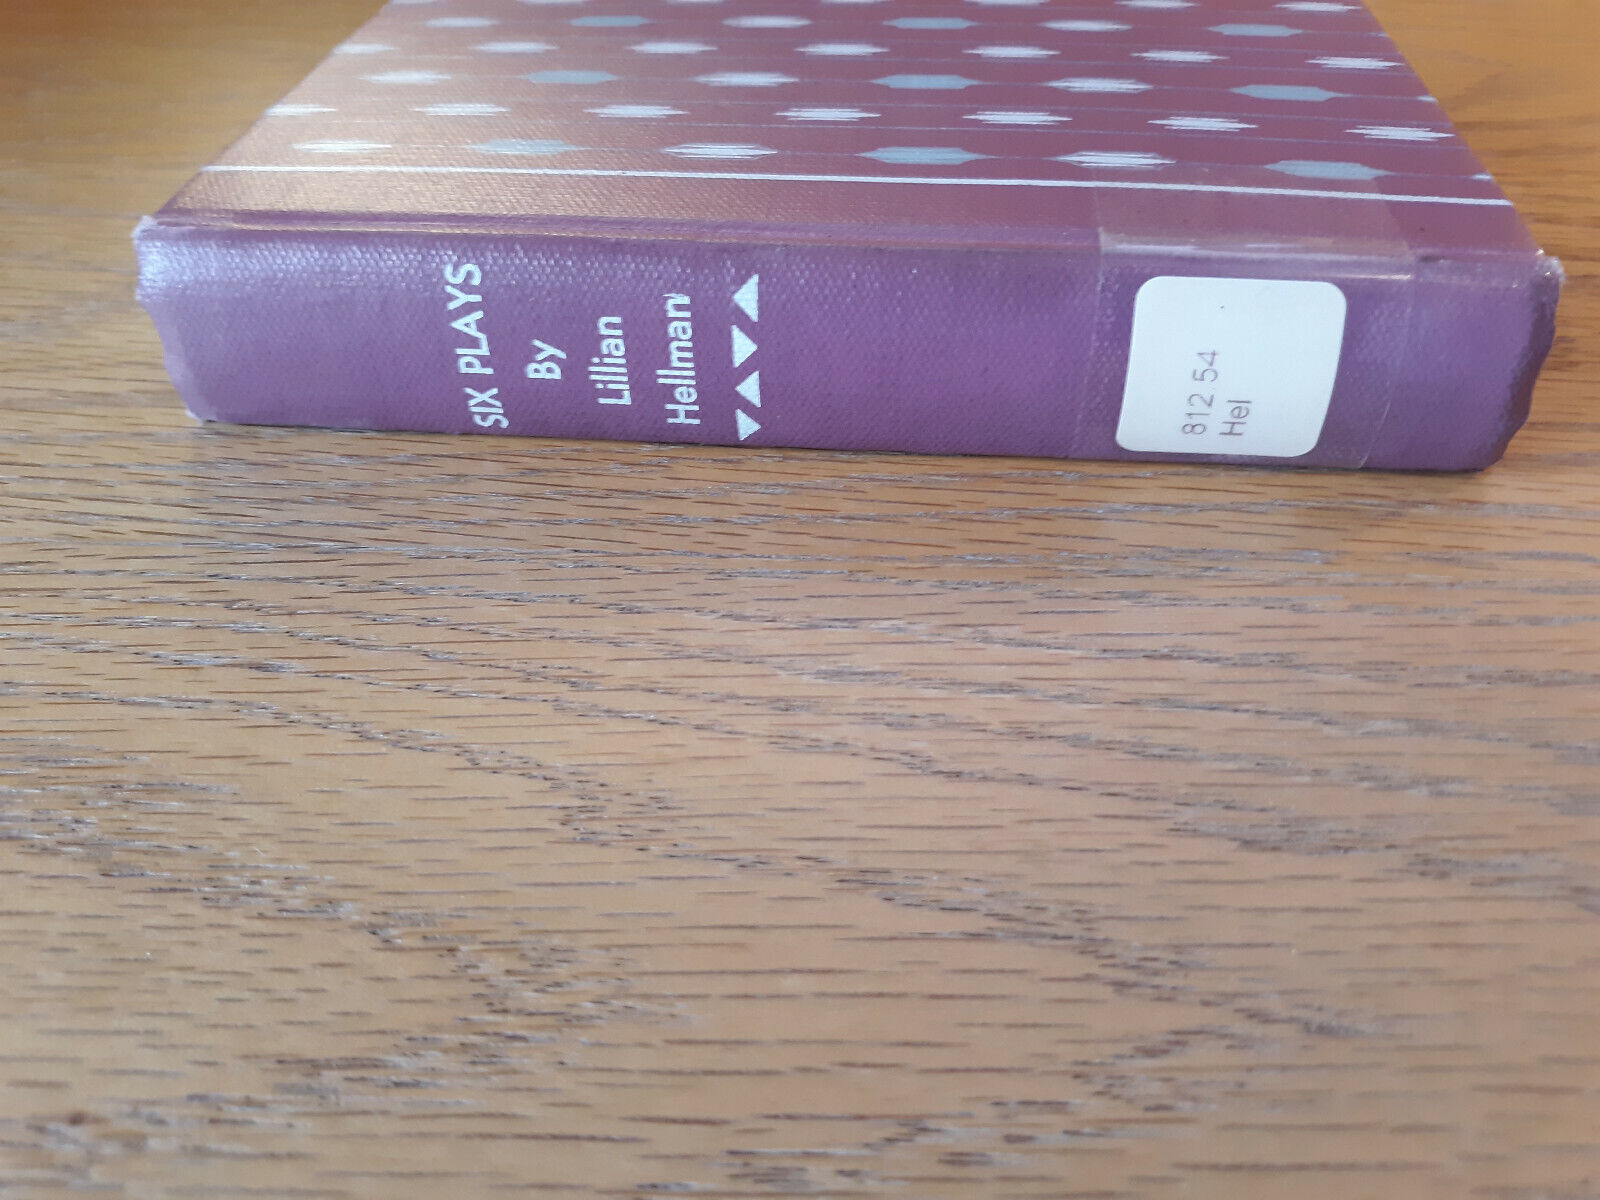 SIX PLAYS
By
Lillian
Hellman
812.54
Hel